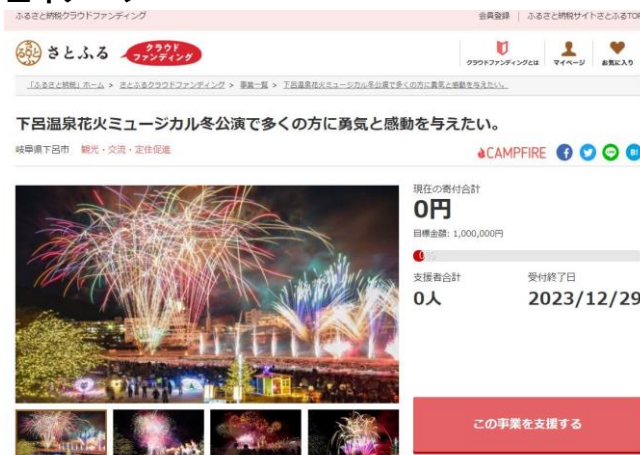 ふるさと納税クラウドファンディング
会員登録 ふるさと納税サイトさとふるTOP
さとふる クラウドファンディング
クラウドファンディングとは マイページ お気に入り
「ふるさと納税」ホーム > さとふるクラウドファンディング > 事業一覧 > 下呂温泉花火ミュージカル冬公演で多くの方に勇気と感動を与えたい。
下呂温泉花火ミュージカル冬公演で多くの方に勇気と感動を与えたい。
岐阜県下呂市 観光・交流・定住促進
CAMPFIRE
現在の寄付合計
0円
目標金額: 1,000,000円
支援者合計 受付終了日
0人 2023/12/29
この事業を支援する